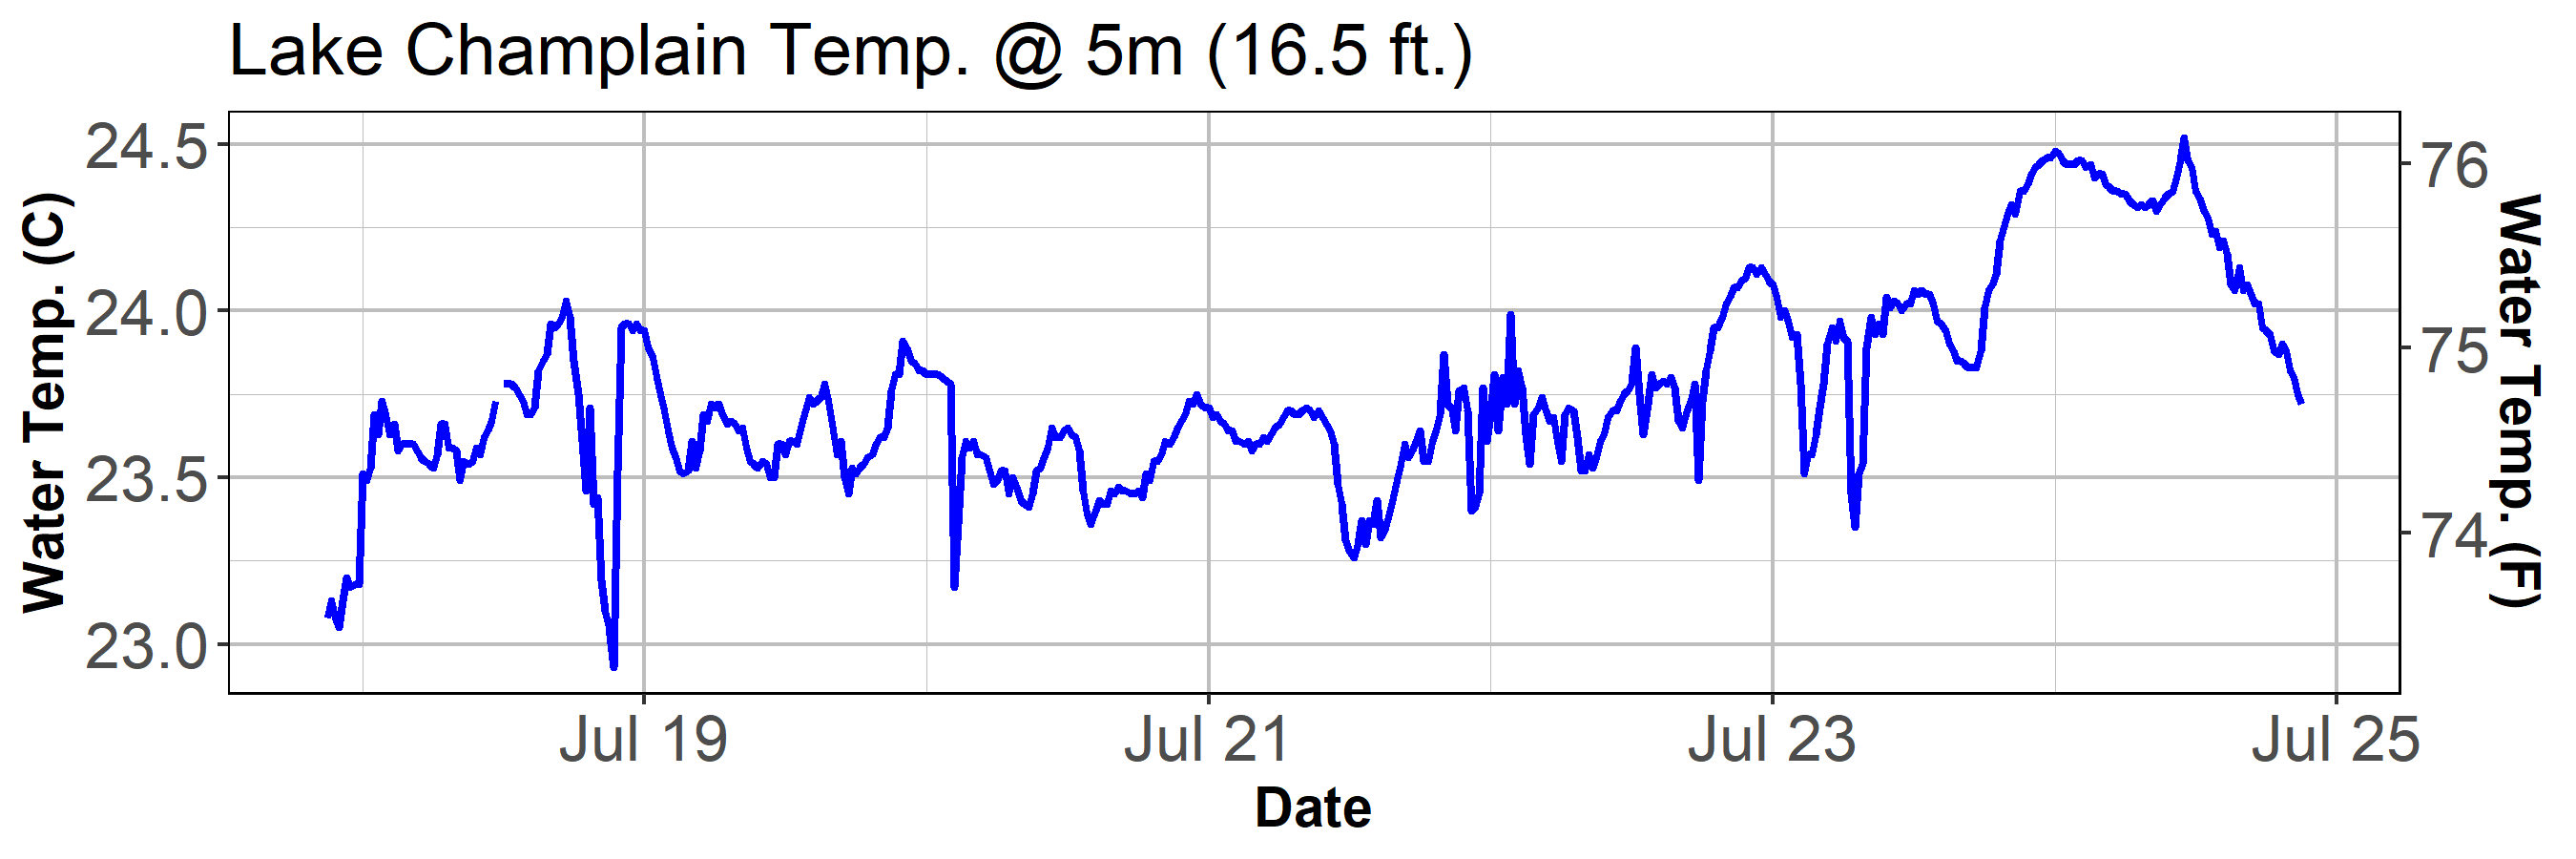 Lake Champlain Temp. @ 5m (16.5 ft.)
Water Temp. (C)
24.5
24.0
23.5
23.0
76
75
74
Water Temp. (F)
Jul 19 Jul 21 Jul 23 Jul 25
Date